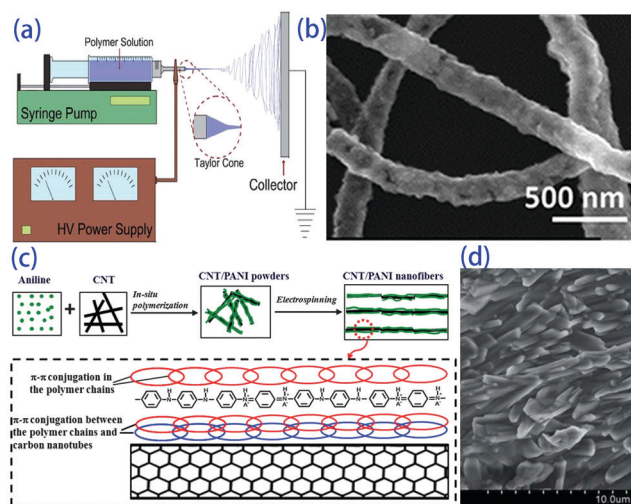 (a)
Polymer Solution
Syringe Pump
Taylor Cone
Collector
HV Power Supply
(b)
500 nm
(c)
Aniline
CNT
+
In-situ
polymerization
CNT/PANI powders
Electrospinning
CNT/PANI nanofibers
π-π conjugation in
the polymer chains
H
N
H
N
H
N
A⁻
H
N
A⁻
H
N
H
N
H
N
A⁻
H
N
A⁻
π-π conjugation between
the polymer chains and
carbon nanotubes
(d)
10.0um